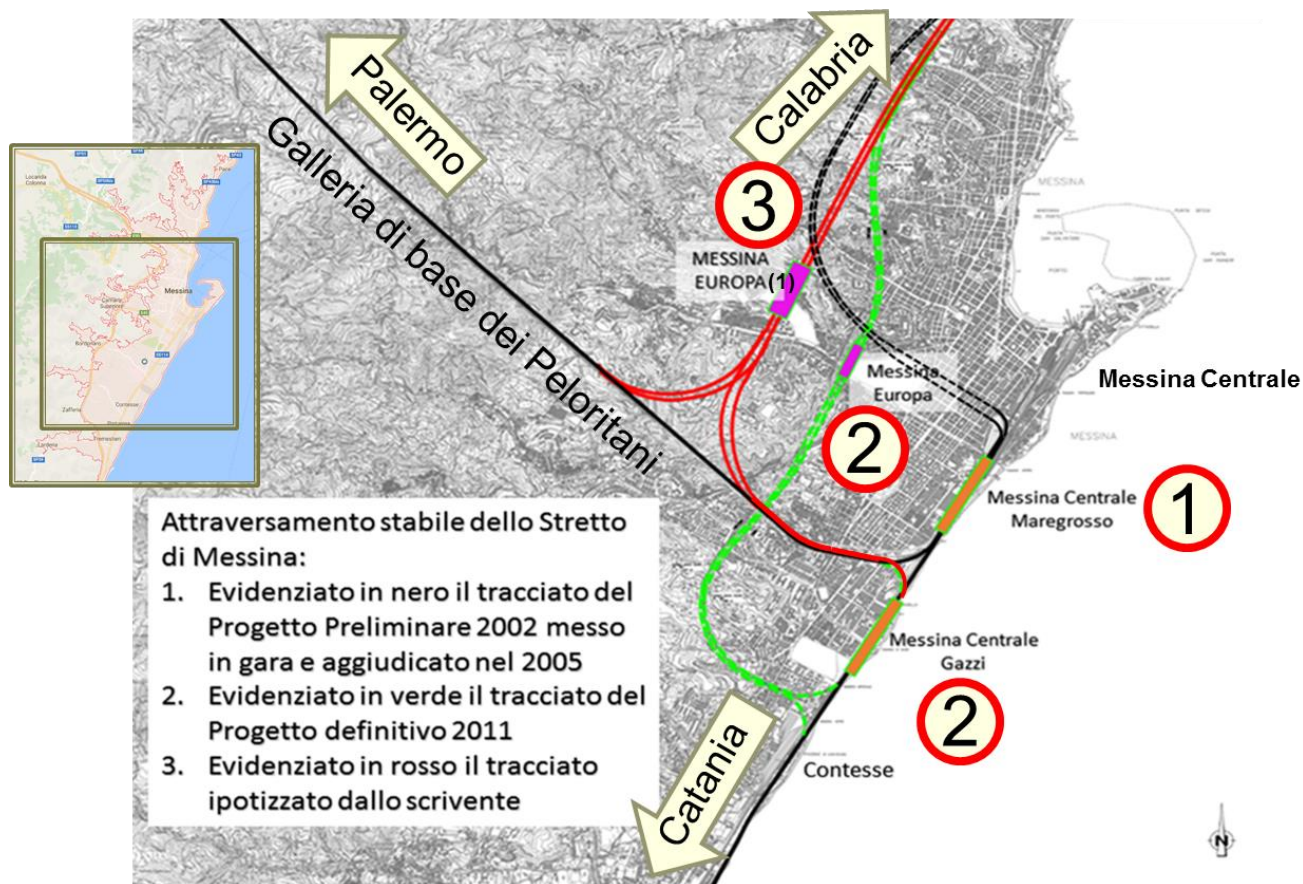 Palermo
Calabria
Galleria di base dei Peloritani
3
MESSINA
EUROPA(1)
MESSINA
PORTO
Messina
Messina
Europa
2
Messina Centrale
MESSINA
Messina Centrale
Maregrosso
1
Messina Centrale
Gazzi
2
Contesse
Catania
Attraversamento stabile dello Stretto
di Messina:
1. Evidenziato in nero il tracciato del
Progetto Preliminare 2002 messo
in gara e aggiudicato nel 2005
2. Evidenziato in verde il tracciato del
Progetto definitivo 2011
3. Evidenziato in rosso il tracciato
ipotizzato dallo scrivente
N